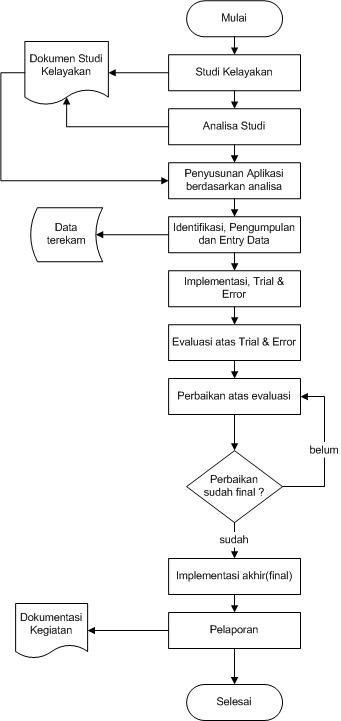 Mulai
Dokumen Studi
Kelayakan
Studi Kelayakan
Analisa Studi
Penyusunan Aplikasi
berdasarkan analisa
Data
terekam
Identifikasi, Pengumpulan
dan Entry Data
Implementasi, Trial &
Error
Evaluasi atas Trial & Error
Perbaikan atas evaluasi
belum
Perbaikan
sudah final ?
sudah
Implementasi akhir(final)
Dokumentasi
Kegiatan
Pelaporan
Selesai